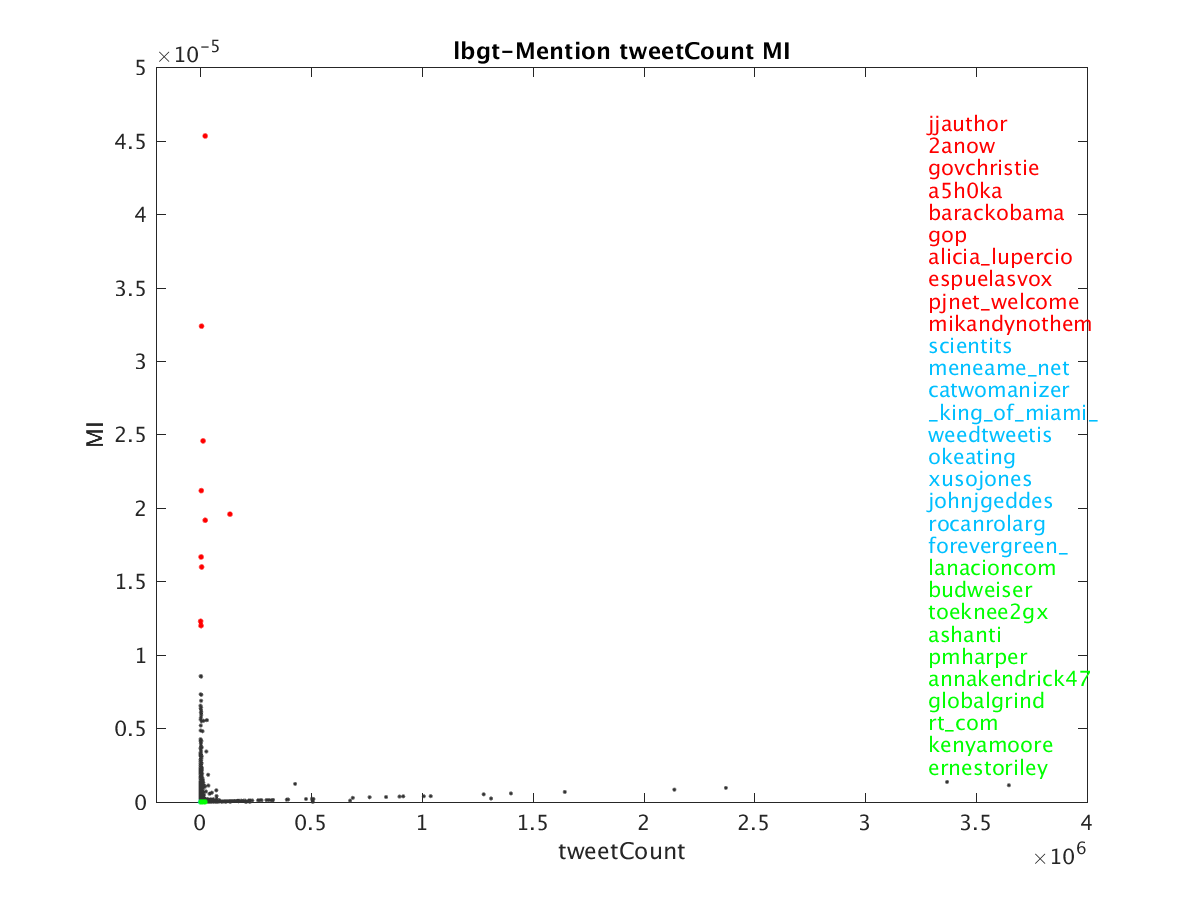 lbgt-Mention tweetCount MI
×10-5
5
4.5
4
3.5
3
2.5
2
1.5
1
0.5
0
MI
jjauthor
2anow
govchristie
a5h0ka
barackobama
gop
alicia_lupercio
espuelasvox
pjnet_welcome
mikandynothem
scientits
meneame_net
catwomanizer
_king_of_miami_
weedtweetis
okeating
xusojones
johnjgeddes
rocanrolarg
forevergreen_
lanacioncom
budweiser
toeknee2gx
ashanti
pmharper
annakendrick47
globalgrind
rt_com
kenyamoore
ernestoriley
0 0.5 1 1.5 2 2.5 3 3.5 4
tweetCount
×106